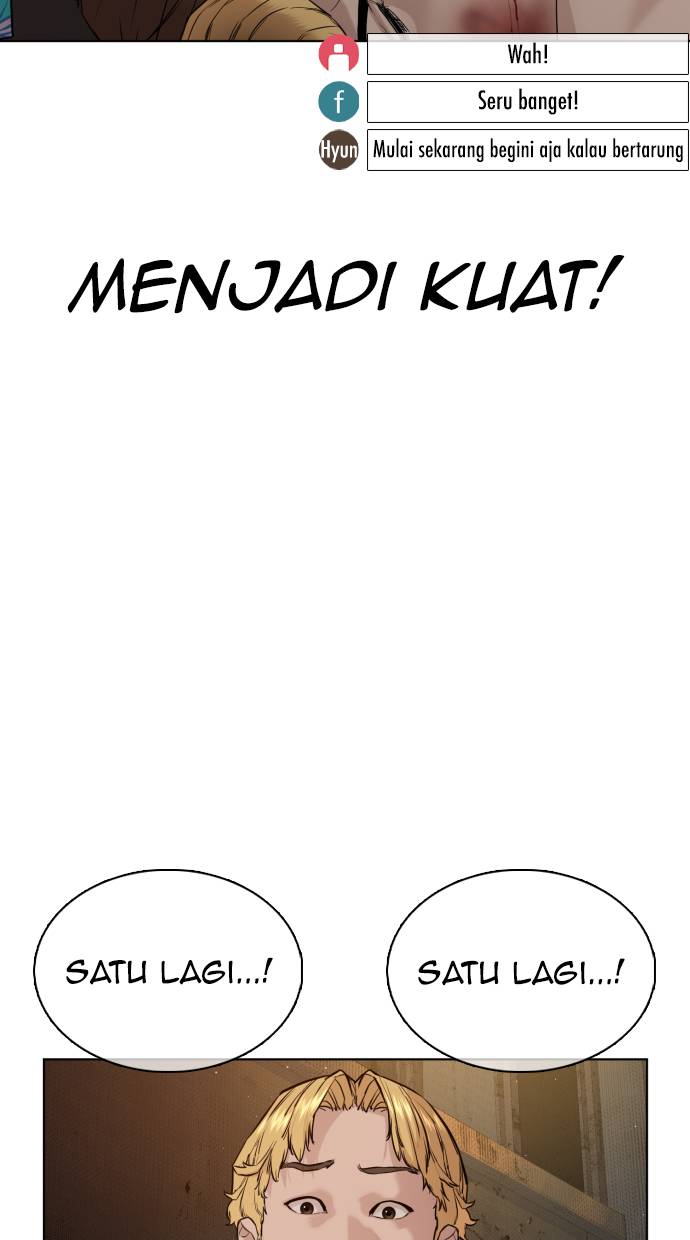 Wah!
f
Seru banget!
Hyun
Mulai sekarang begini aja kalau bertarung
MENJADI KUAT!
SATU LAGI...!
SATU LAGI...!